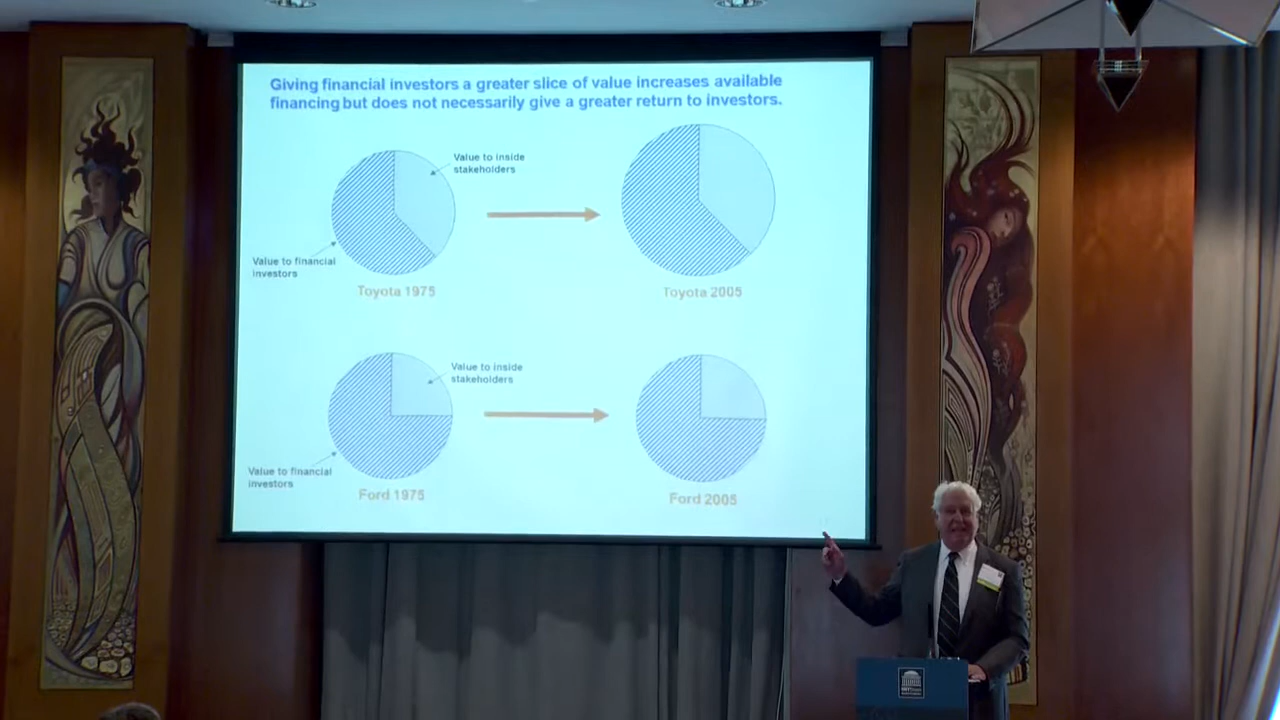 Giving financial investors a greater slice of value increases available
financing but does not necessarily give a greater return to investors.
Value to inside
stakeholders
Value to financial
investors
Toyota 1975
Toyota 2005
Value to inside
stakeholders
Value to financial
investors
Ford 1975
Ford 2005